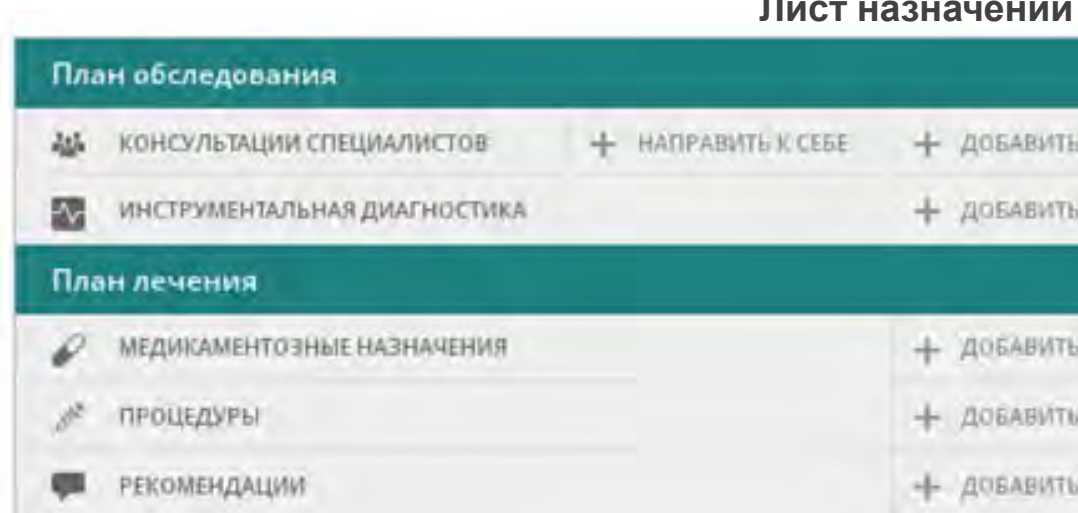 Лист назначений
План обследования
КОНСУЛЬТАЦИИ СПЕЦИАЛИСТОВ + НАПРАВИТЬ К СЕБЕ + ДОБАВИТЬ
ИНСТРУМЕНТАЛЬНАЯ ДИАГНОСТИКА + ДОБАВИТЬ
План лечения
МЕДИКАМЕНТОЗНЫЕ НАЗНАЧЕНИЯ + ДОБАВИТЬ
ПРОЦЕДУРЫ + ДОБАВИТЬ
РЕКОМЕНДАЦИИ + ДОБАВИТЬ